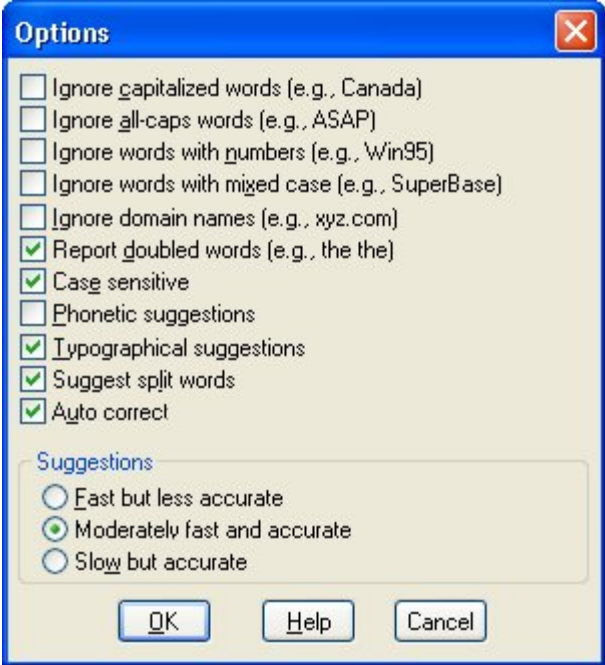 Options
Ignore capitalized words (e.g., Canada)
Ignore all-caps words (e.g., ASAP)
Ignore words with numbers (e.g., Win95)
Ignore words with mixed case (e.g., SuperBase)
Ignore domain names (e.g., xyz.com)
Report doubled words (e.g., the the)
Case sensitive
Phonetic suggestions
Typographical suggestions
Suggest split words
Auto correct
Suggestions
Fast but less accurate
Moderately fast and accurate
Slow but accurate
OK Help Cancel